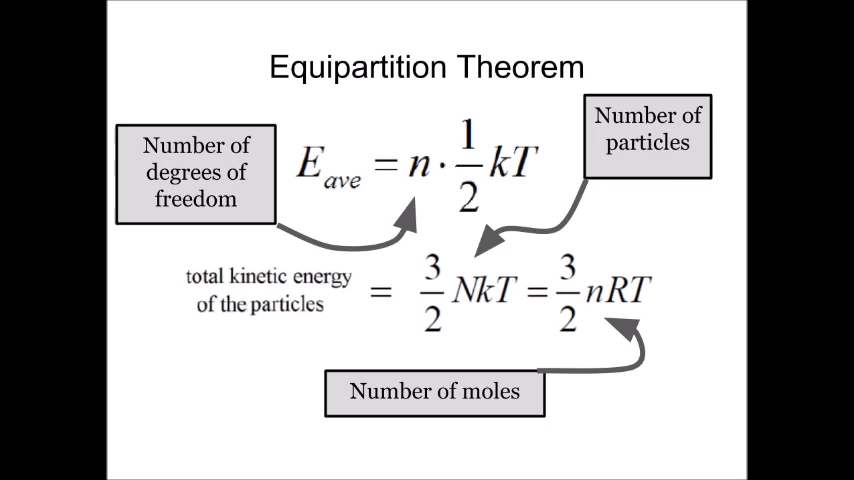 Equipartition Theorem
Number of
degrees of
freedom
E_ave = n · 1/2 kT
Number of
particles
total kinetic energy
of the particles
= 3/2 NkT = 3/2 nRT
Number of moles